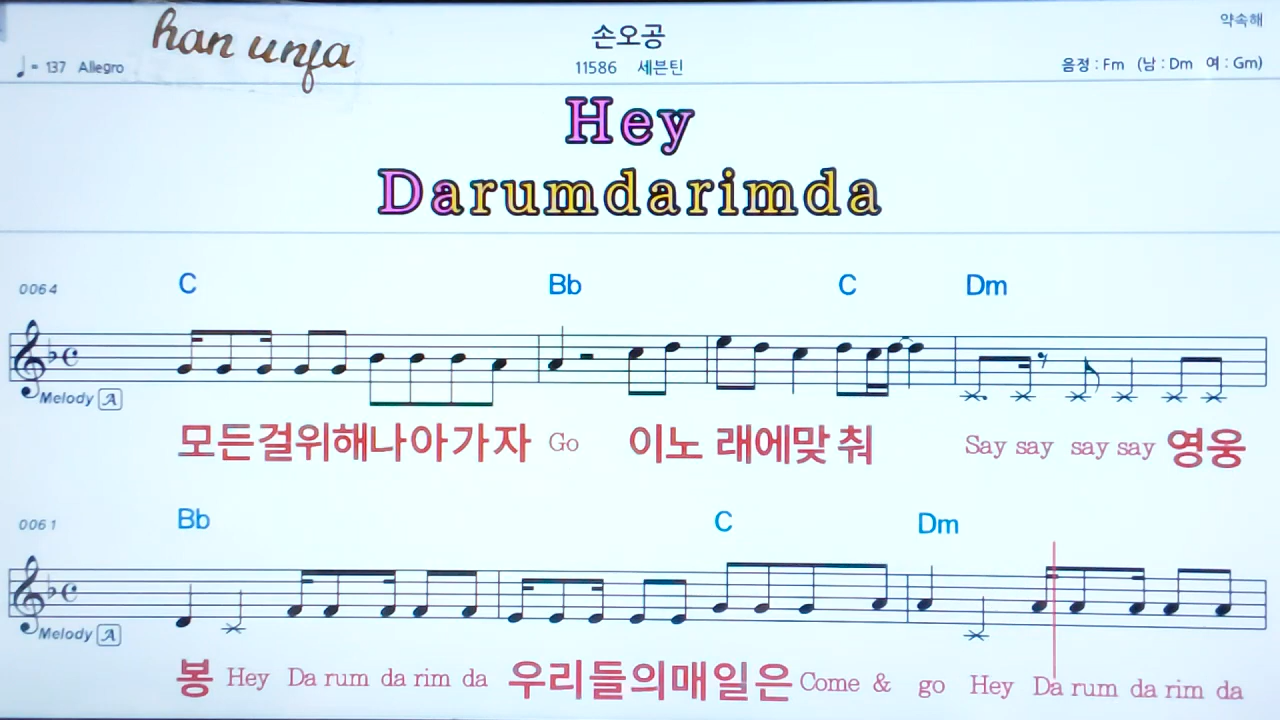 han unfa
손오공
약속해
♩= 137 Allegro
11586 세븐틴
음정 : Fm (남 : Dm 여 : Gm)
Hey
Darumdarimda
0064
C Bb C Dm
Melody A
모든걸위해나아가자 Go 이노 래에맞 춰 Say say say say 영웅
0061
Bb C Dm
Melody A
봉 Hey Da rum da rim da 우리들의매일은 Come & go Hey Da rum da rim da